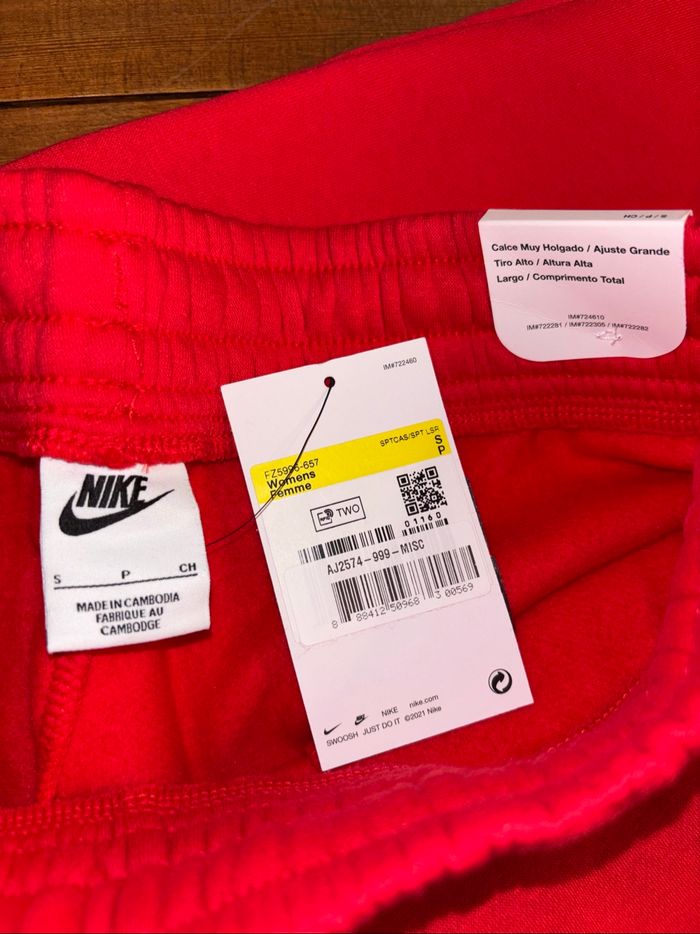 S / P / CH
Calce Muy Holgado / Ajuste Grande
Tiro Alto / Altura Alta
Largo / Comprimento Total
IM#724610
IM#722281 / IM#722305 / IM#722282
IM#722460
FZ5996-657
SPTCAS/SPT LSR
Womens
S
Femme
P
TWO
01160
AJ2574-999-MISC
8 88412 50968 3 00569
NIKE nike.com
SWOOSH JUST DO IT ©2021 Nike
NIKE
S P CH
MADE IN CAMBODIA
FABRIQUE AU
CAMBODGE